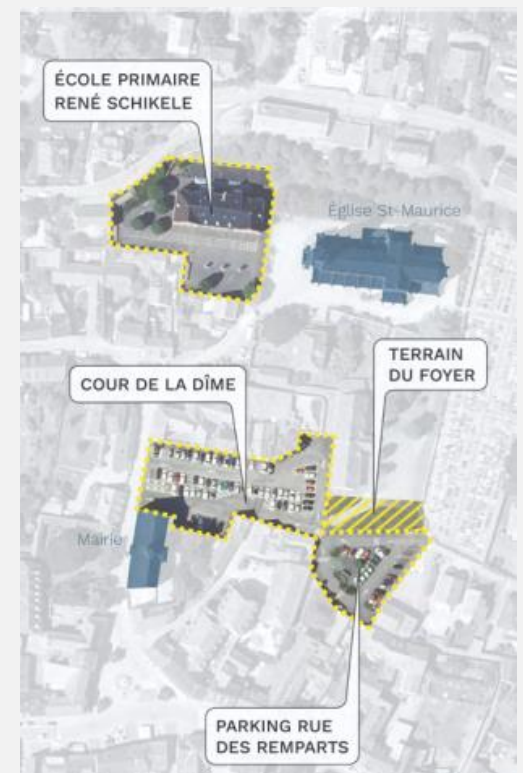 ÉCOLE PRIMAIRE
RENÉ SCHIKELE
Église St-Maurice
TERRAIN
DU FOYER
COUR DE LA DÎME
Mairie
PARKING RUE
DES REMPARTS